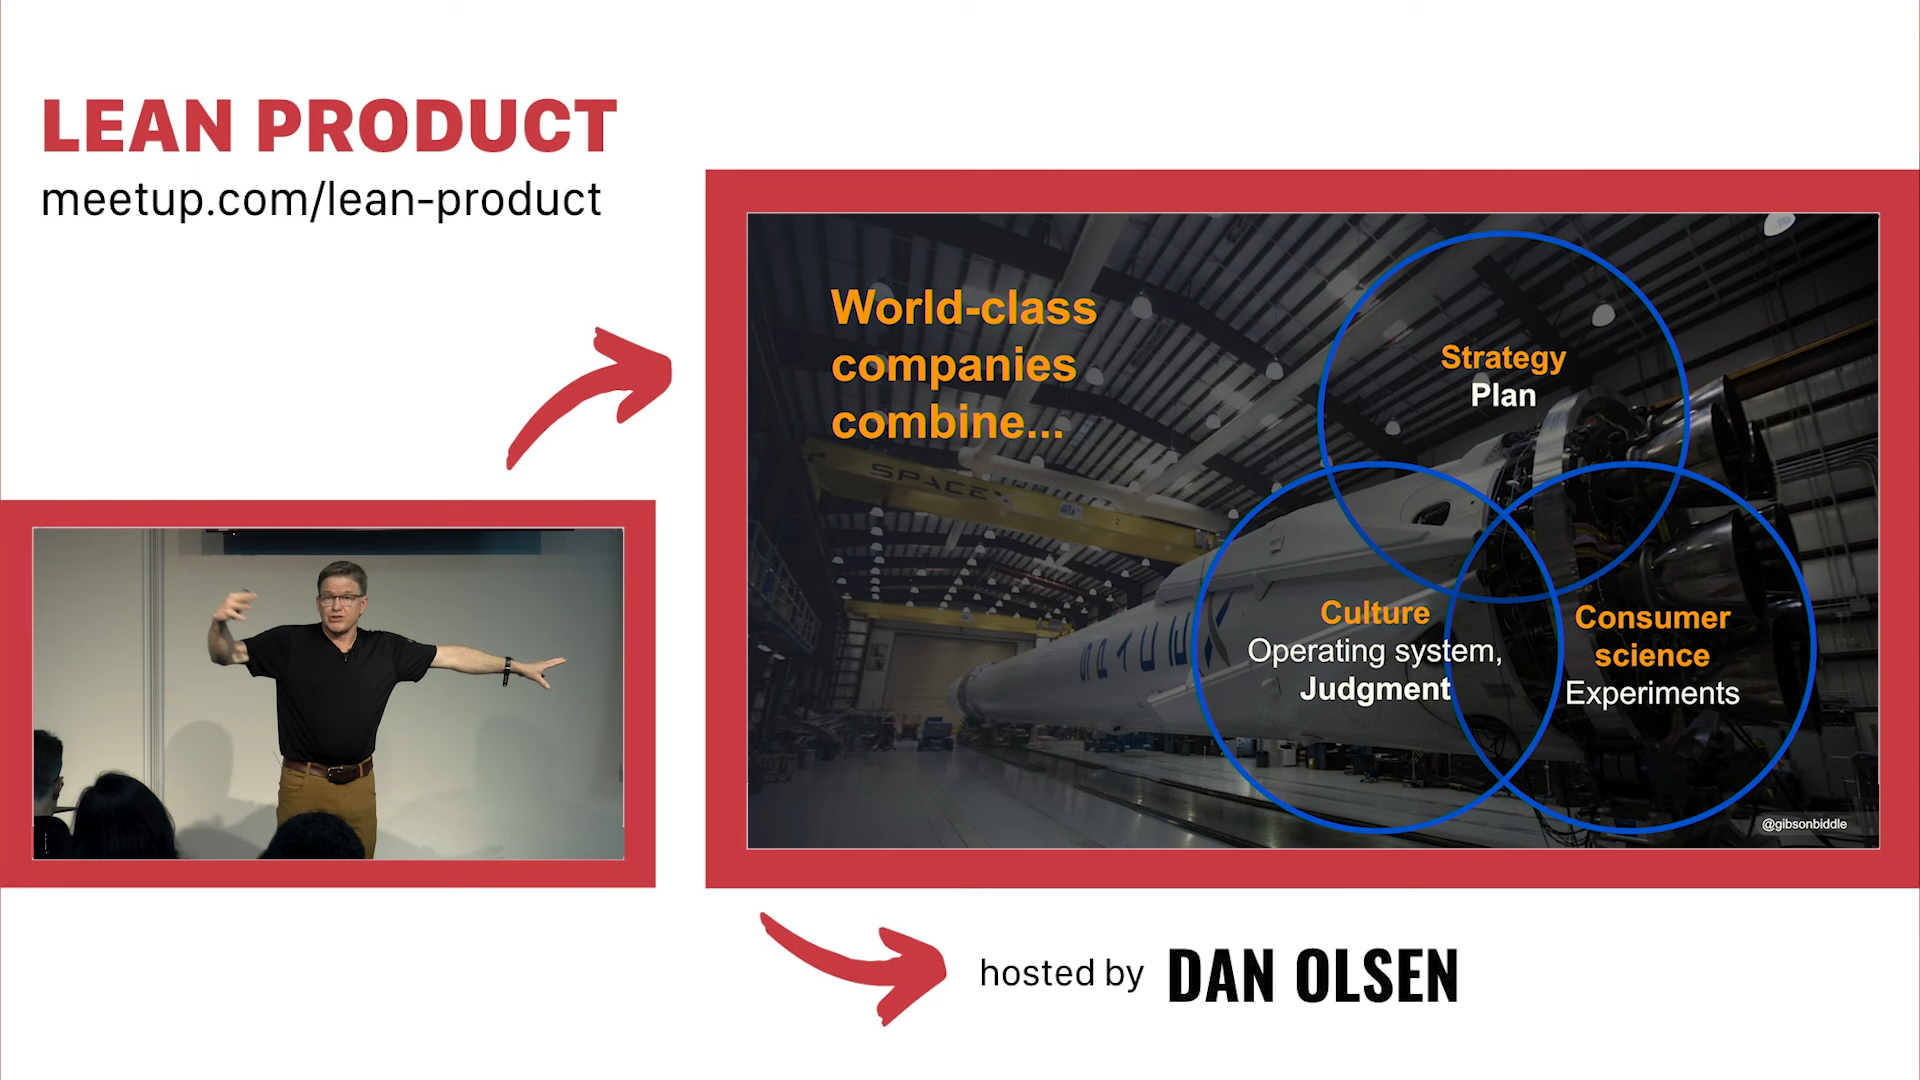 LEAN PRODUCT
meetup.com/lean-product
World-class
companies
combine...
Strategy
Plan
Culture
Operating system,
Judgment
Consumer
science
Experiments
SPACEX
@gibsonbiddle
hosted by DAN OLSEN